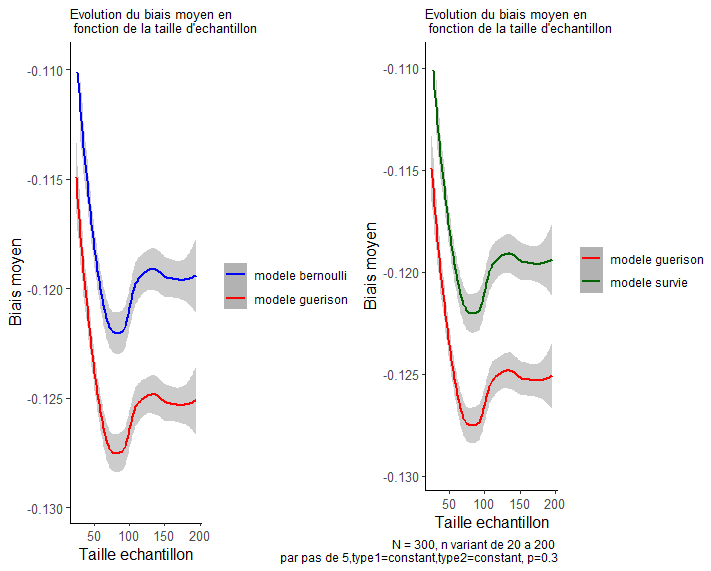 Evolution du biais moyen en
fonction de la taille d'echantillon
-0.110
-0.115
-0.120
-0.125
-0.130
Biais moyen
50 100 150 200
Taille echantillon
modele bernoulli
modele guerison
Evolution du biais moyen en
fonction de la taille d'echantillon
-0.110
-0.115
-0.120
-0.125
-0.130
Biais moyen
50 100 150 200
Taille echantillon
modele guerison
modele survie
N = 300, n variant de 20 a 200
par pas de 5,type1=constant,type2=constant, p=0.3